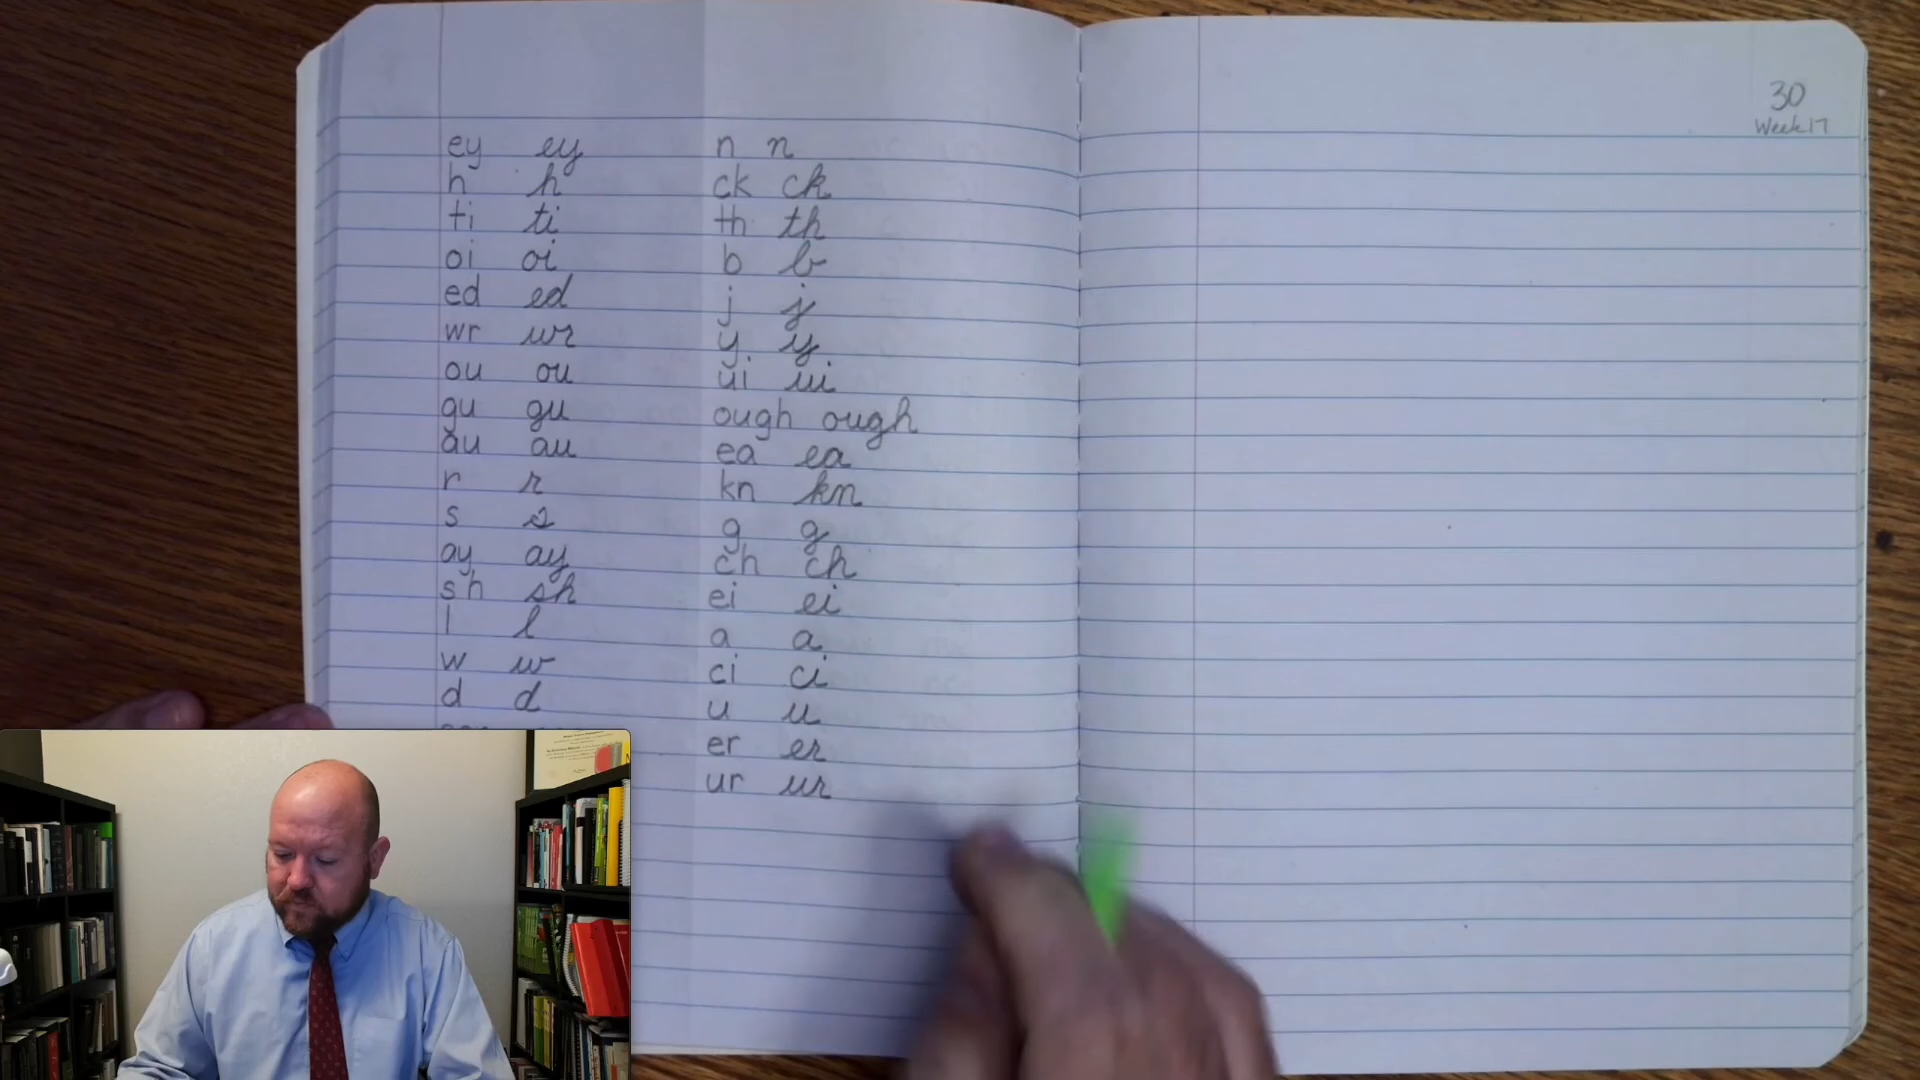 ey ey
h h
ti ti
oi oi
ed ed
wr wr
ou ou
gu gu
au au
r r
s s
ay ay
sh sh
l l
w w
d d
n n
ck ck
th th
b b
j j
y y
ui ui
ough ough
ea ea
kn kn
g g
ch ch
ei ei
a a
ci ci
u u
er er
ur ur
30
Week 17